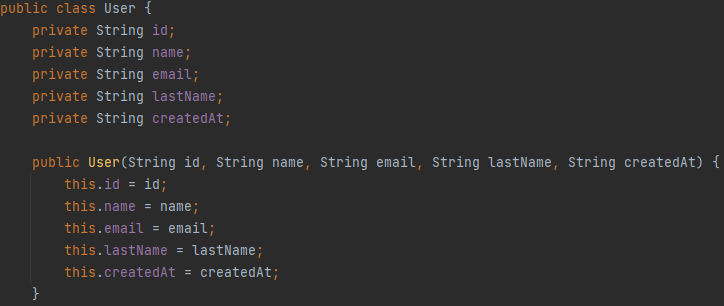 public class User {
    private String id;
    private String name;
    private String email;
    private String lastName;
    private String createdAt;

    public User(String id, String name, String email, String lastName, String createdAt) {
        this.id = id;
        this.name = name;
        this.email = email;
        this.lastName = lastName;
        this.createdAt = createdAt;
    }